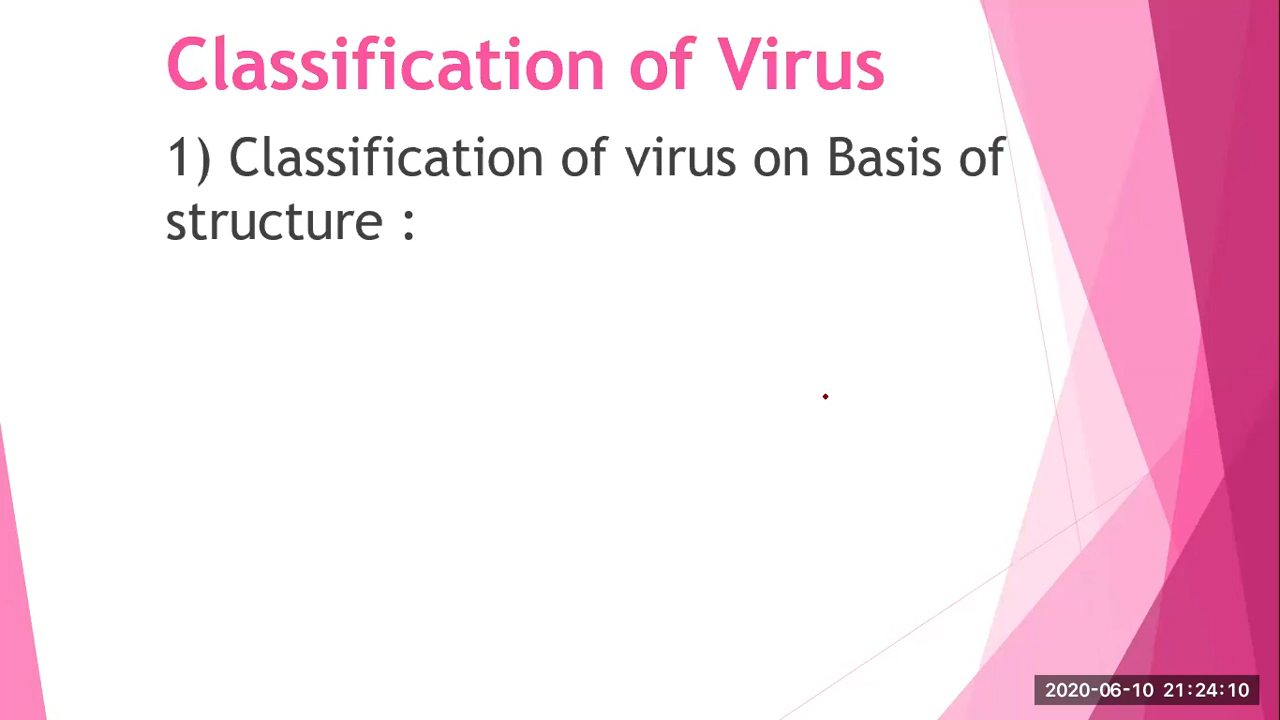 Classification of Virus
1) Classification of virus on Basis of
structure :
2020-06-10 21:24:10